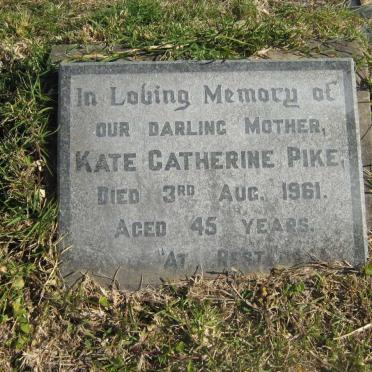 In Loving Memory of
our darling Mother,
Kate Catherine Pike,
Died 3rd Aug. 1961.
Aged 45 years.
"At Rest